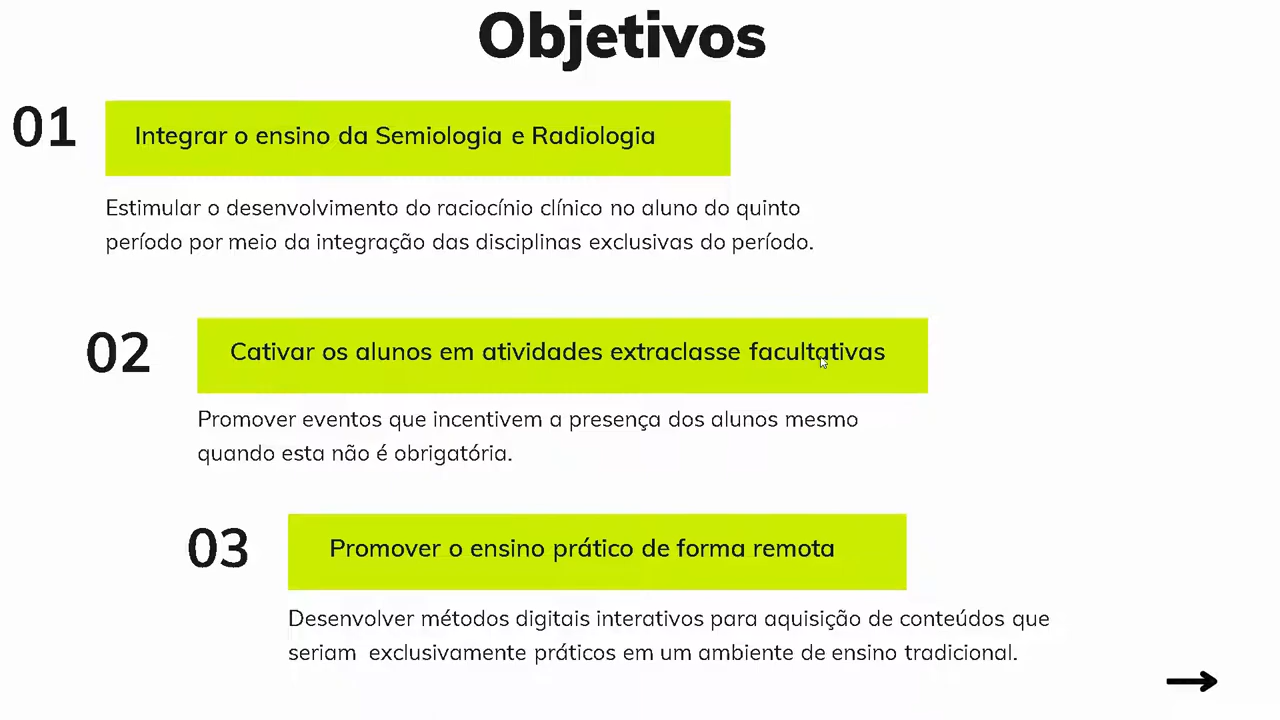 Objetivos
01
Integrar o ensino da Semiologia e Radiologia
Estimular o desenvolvimento do raciocínio clínico no aluno do quinto
período por meio da integração das disciplinas exclusivas do período.
02
Cativar os alunos em atividades extraclasse facultativas
Promover eventos que incentivem a presença dos alunos mesmo
quando esta não é obrigatória.
03
Promover o ensino prático de forma remota
Desenvolver métodos digitais interativos para aquisição de conteúdos que
seriam  exclusivamente práticos em um ambiente de ensino tradicional.